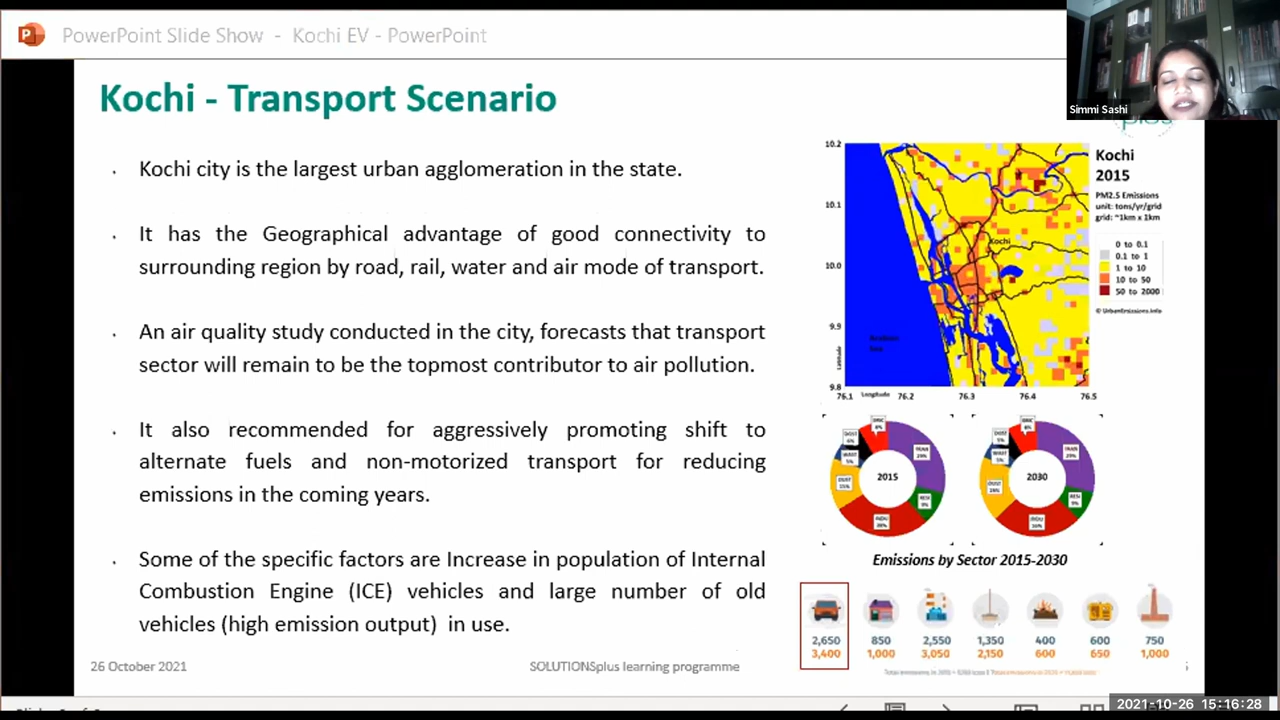 PowerPoint Slide Show - Kochi EV - PowerPoint
Simmi Sashi
plus
Kochi - Transport Scenario
Kochi city is the largest urban agglomeration in the state.
It has the Geographical advantage of good connectivity to
surrounding region by road, rail, water and air mode of transport.
An air quality study conducted in the city, forecasts that transport
sector will remain to be the topmost contributor to air pollution.
It also recommended for aggressively promoting shift to
alternate fuels and non-motorized transport for reducing
emissions in the coming years.
Some of the specific factors are Increase in population of Internal
Combustion Engine (ICE) vehicles and large number of old
vehicles (high emission output) in use.
10.2
10.1
10.0
9.9
9.8
76.1
Longitude
76.2
76.3
76.4
76.5
Kochi
Kochi
2015
PM2.5 Emissions
unit: tons/yr/grid
grid: ~1km x 1km
0 to 0.1
0.1 to 1
1 to 10
10 to 50
50 to 2000
© UrbanEmissions.Info
2015
2030
Emissions by Sector 2015-2030
2,650 850 2,550 1,350 400 600 750
3,400 1,000 3,050 2,150 600 650 1,000
26 October 2021
SOLUTIONSplus learning programme
2021-10-26 15:16:28